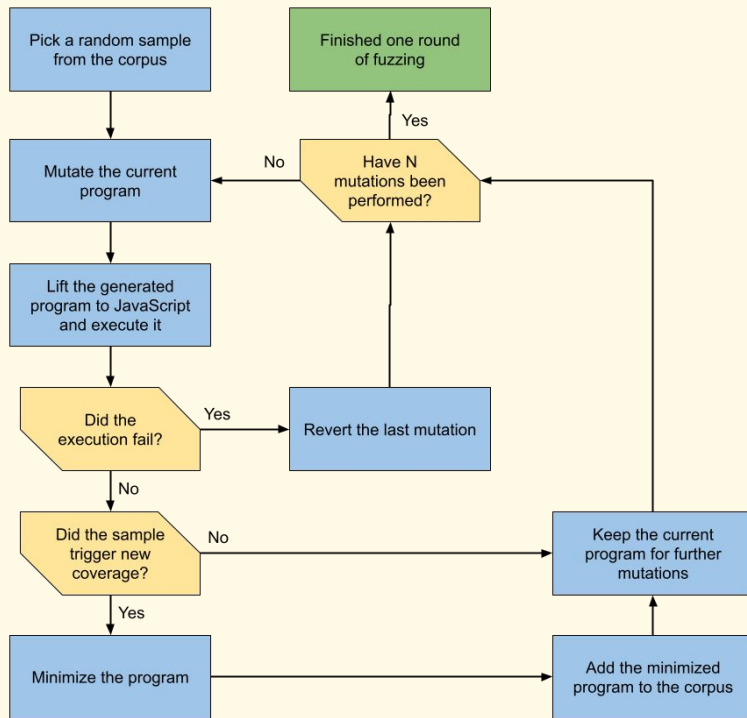 Pick a random sample
from the corpus
Finished one round
of fuzzing
Yes
Mutate the current
program
No
Have N
mutations been
performed?
Lift the generated
program to JavaScript
and execute it
Did the
execution fail?
Yes
Revert the last mutation
No
Did the sample
trigger new
coverage?
No
Keep the current
program for further
mutations
Yes
Minimize the program
Add the minimized
program to the corpus